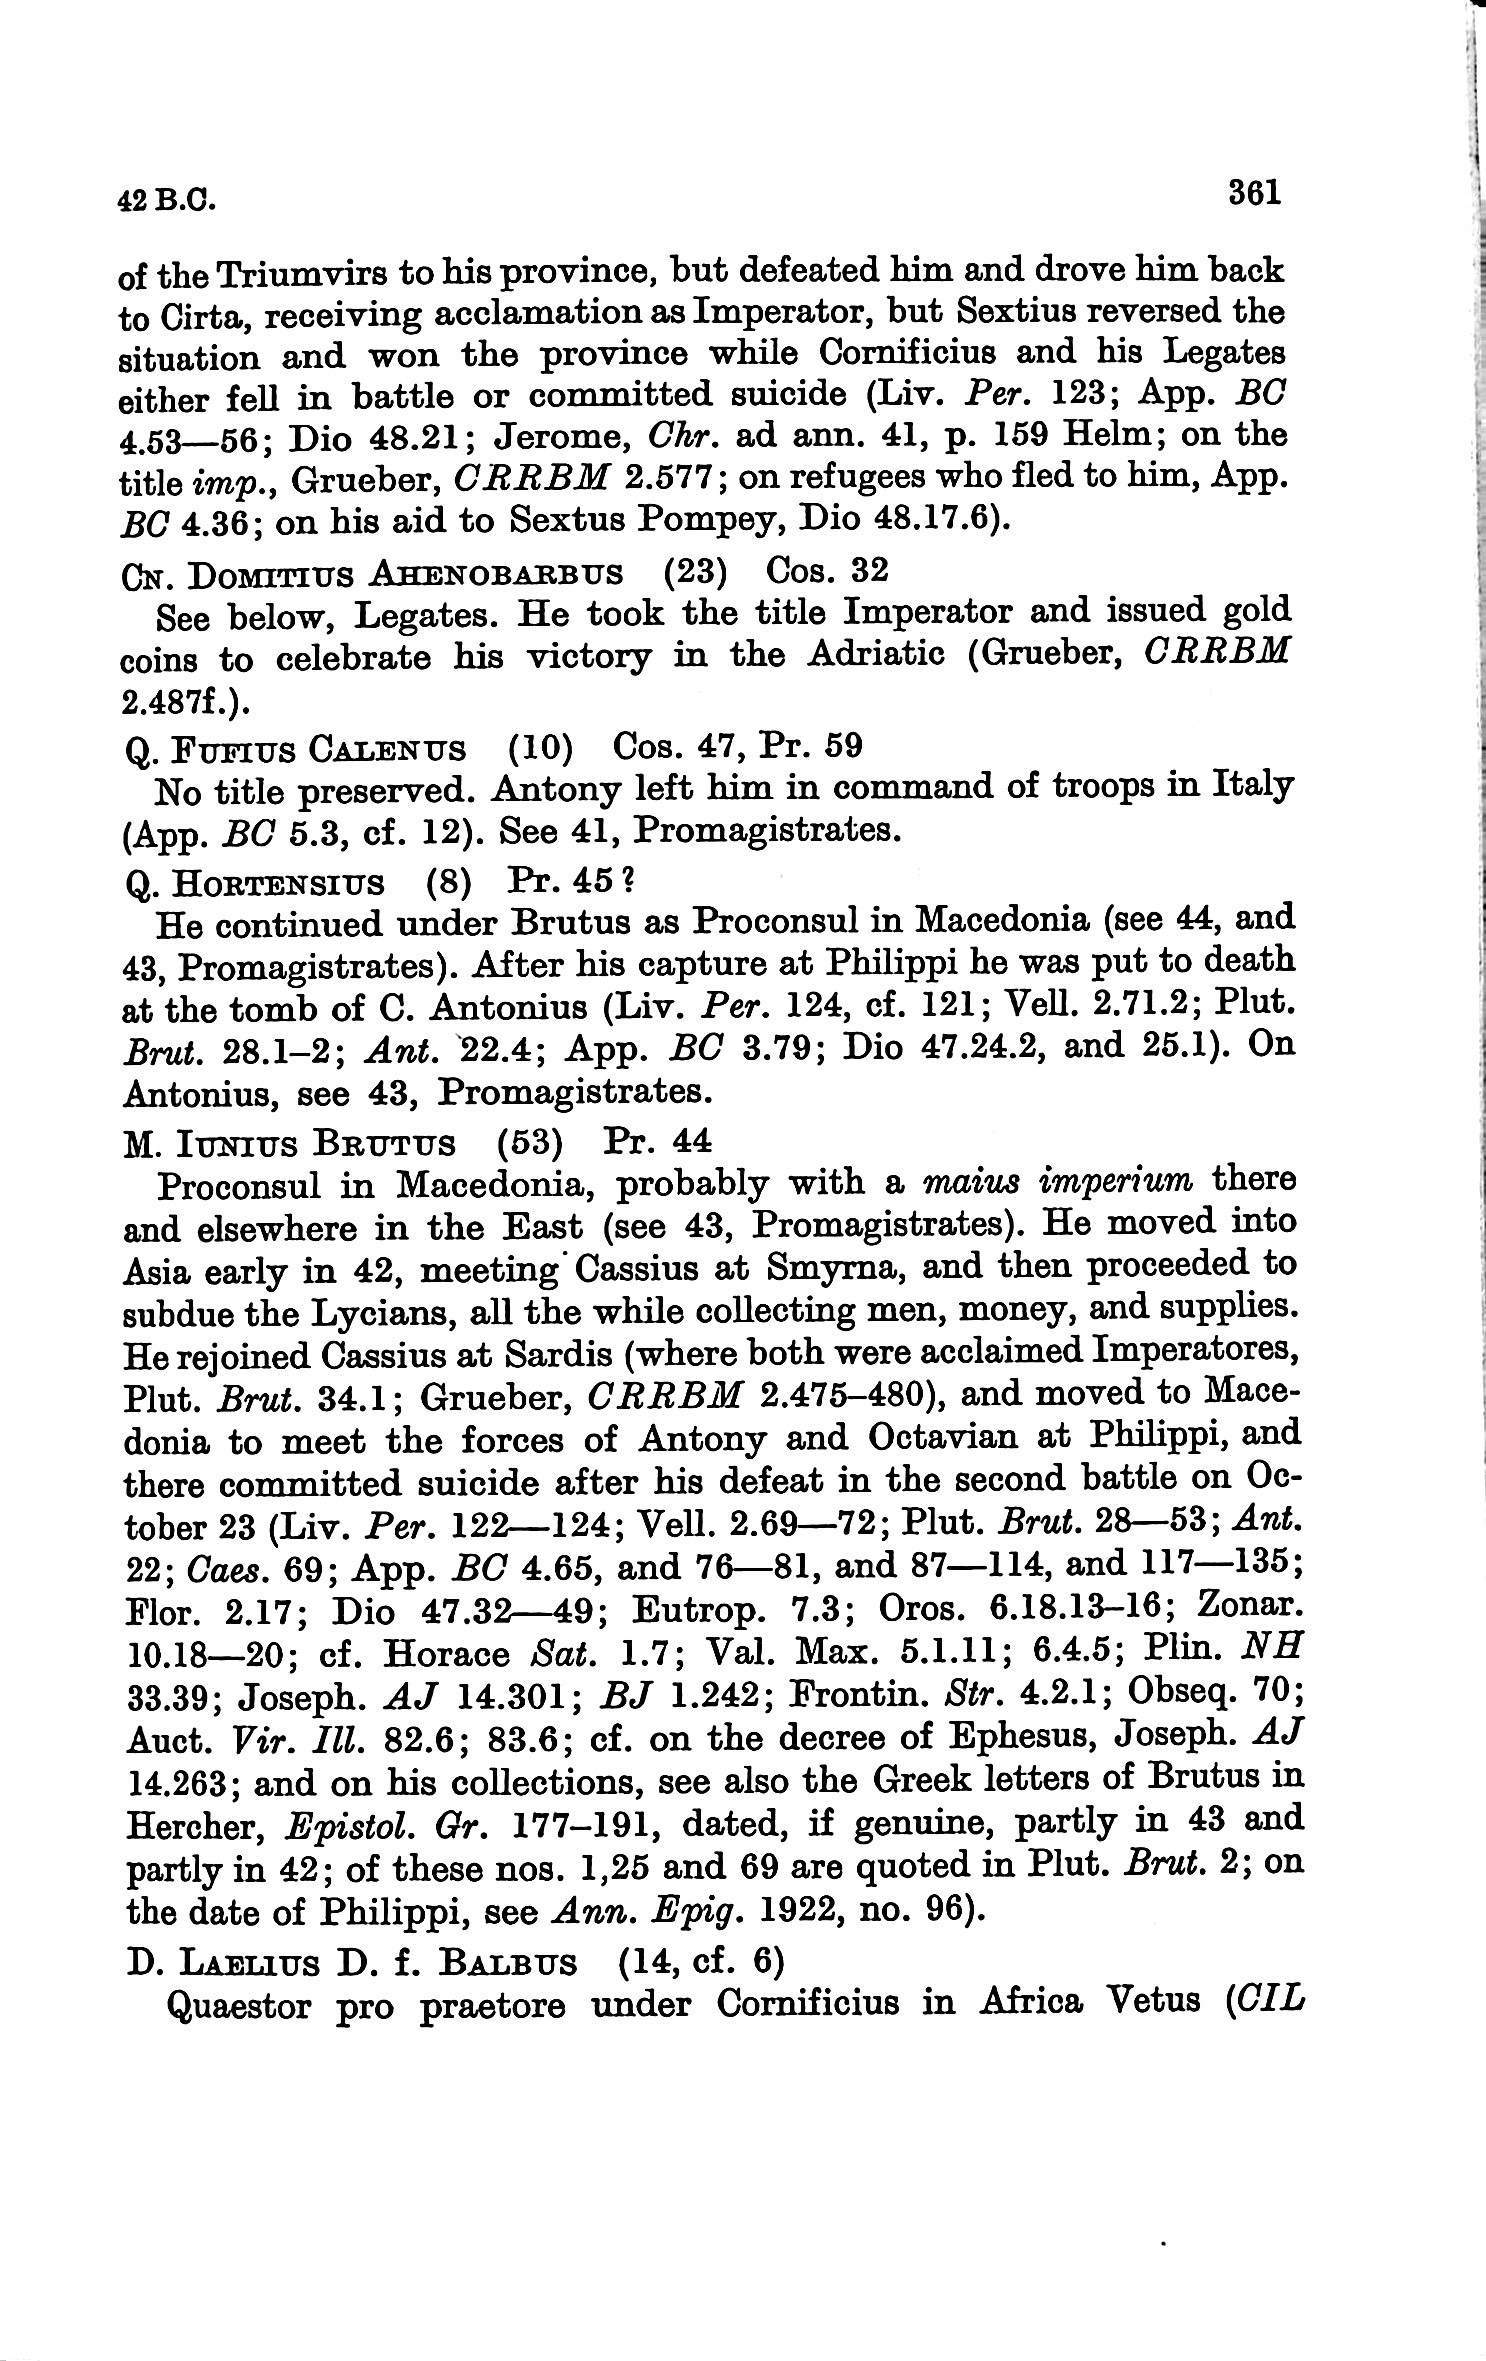 42 B.C. 361
of the Triumvirs to his province, but defeated him and drove him back
to Cirta, receiving acclamation as Imperator, but Sextius reversed the
situation and won the province while Cornificius and his Legates
either fell in battle or committed suicide (Liv. Per. 123; App. BC
4.53—56; Dio 48.21; Jerome, Chr. ad ann. 41, p. 159 Helm; on the
title imp., Grueber, CRRBM 2.577; on refugees who fled to him, App.
BC 4.36; on his aid to Sextus Pompey, Dio 48.17.6).
CN. DOMITIUS AHENOBARBUS (23) Cos. 32
See below, Legates. He took the title Imperator and issued gold
coins to celebrate his victory in the Adriatic (Grueber, CRRBM
2.487f.).
Q. FUFIUS CALENUS (10) Cos. 47, Pr. 59
No title preserved. Antony left him in command of troops in Italy
(App. BC 5.3, cf. 12). See 41, Promagistrates.
Q. HORTENSIUS (8) Pr. 45?
He continued under Brutus as Proconsul in Macedonia (see 44, and
43, Promagistrates). After his capture at Philippi he was put to death
at the tomb of C. Antonius (Liv. Per. 124, cf. 121; Vell. 2.71.2; Plut.
Brut. 28.1–2; Ant. 22.4; App. BC 3.79; Dio 47.24.2, and 25.1). On
Antonius, see 43, Promagistrates.
M. IUNIUS BRUTUS (53) Pr. 44
Proconsul in Macedonia, probably with a maius imperium there
and elsewhere in the East (see 43, Promagistrates). He moved into
Asia early in 42, meeting Cassius at Smyrna, and then proceeded to
subdue the Lycians, all the while collecting men, money, and supplies.
He rejoined Cassius at Sardis (where both were acclaimed Imperatores,
Plut. Brut. 34.1; Grueber, CRRBM 2.475–480), and moved to Mace-
donia to meet the forces of Antony and Octavian at Philippi, and
there committed suicide after his defeat in the second battle on Oc-
tober 23 (Liv. Per. 122—124; Vell. 2.69—72; Plut. Brut. 28—53; Ant.
22; Caes. 69; App. BC 4.65, and 76—81, and 87—114, and 117—135;
Flor. 2.17; Dio 47.32—49; Eutrop. 7.3; Oros. 6.18.13–16; Zonar.
10.18—20; cf. Horace Sat. 1.7; Val. Max. 5.1.11; 6.4.5; Plin. NH
33.39; Joseph. AJ 14.301; BJ 1.242; Frontin. Str. 4.2.1; Obseq. 70;
Auct. Vir. Ill. 82.6; 83.6; cf. on the decree of Ephesus, Joseph. AJ
14.263; and on his collections, see also the Greek letters of Brutus in
Hercher, Epistol. Gr. 177–191, dated, if genuine, partly in 43 and
partly in 42; of these nos. 1,25 and 69 are quoted in Plut. Brut. 2; on
the date of Philippi, see Ann. Epig. 1922, no. 96).
D. LAELIUS D. f. BALBUS (14, cf. 6)
Quaestor pro praetore under Cornificius in Africa Vetus (CIL